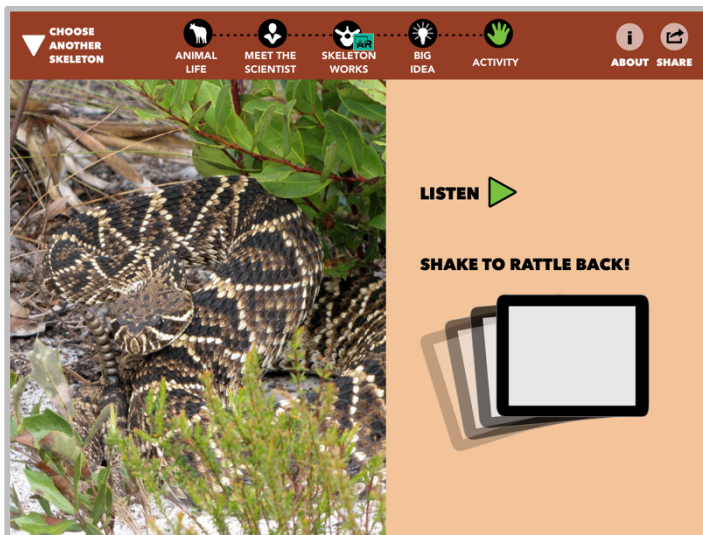 CHOOSE
ANOTHER
SKELETON
ANIMAL
LIFE
MEET THE
SCIENTIST
AR
SKELETON
WORKS
BIG
IDEA
ACTIVITY
i
ABOUT
SHARE
LISTEN
SHAKE TO RATTLE BACK!